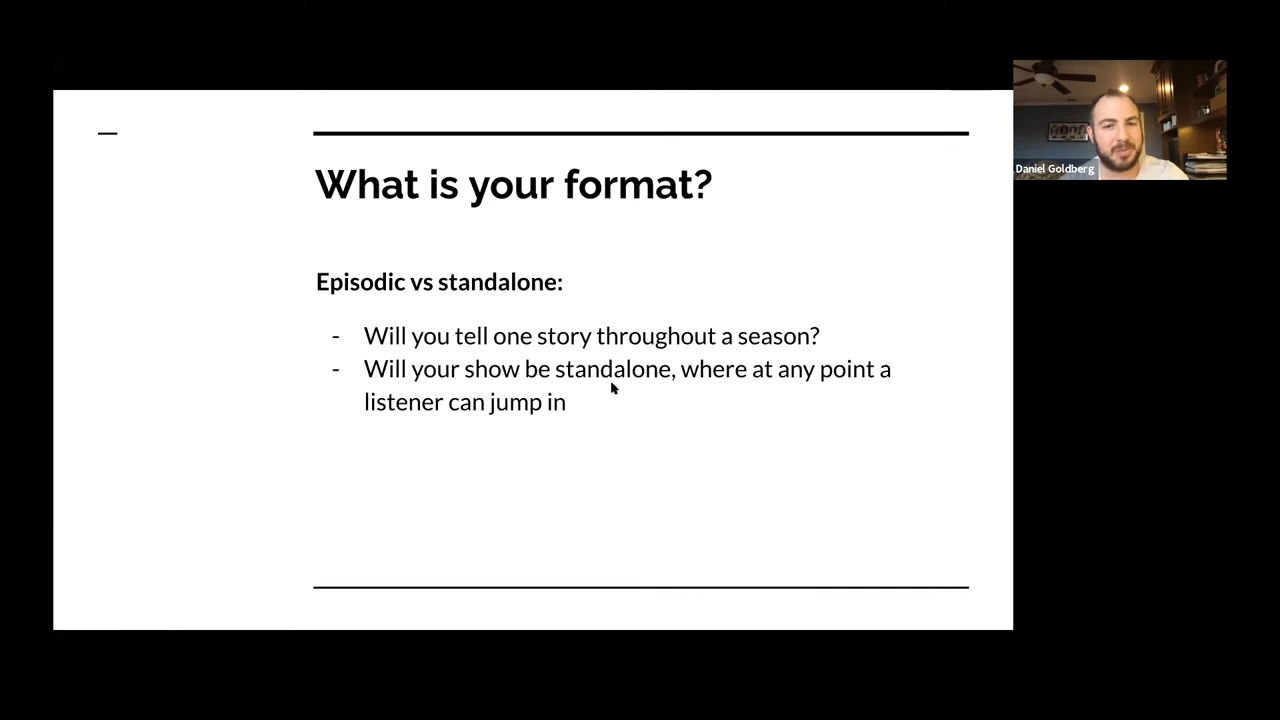 What is your format?
Episodic vs standalone:
- Will you tell one story throughout a season?
- Will your show be standalone, where at any point a
listener can jump in
Daniel Goldberg